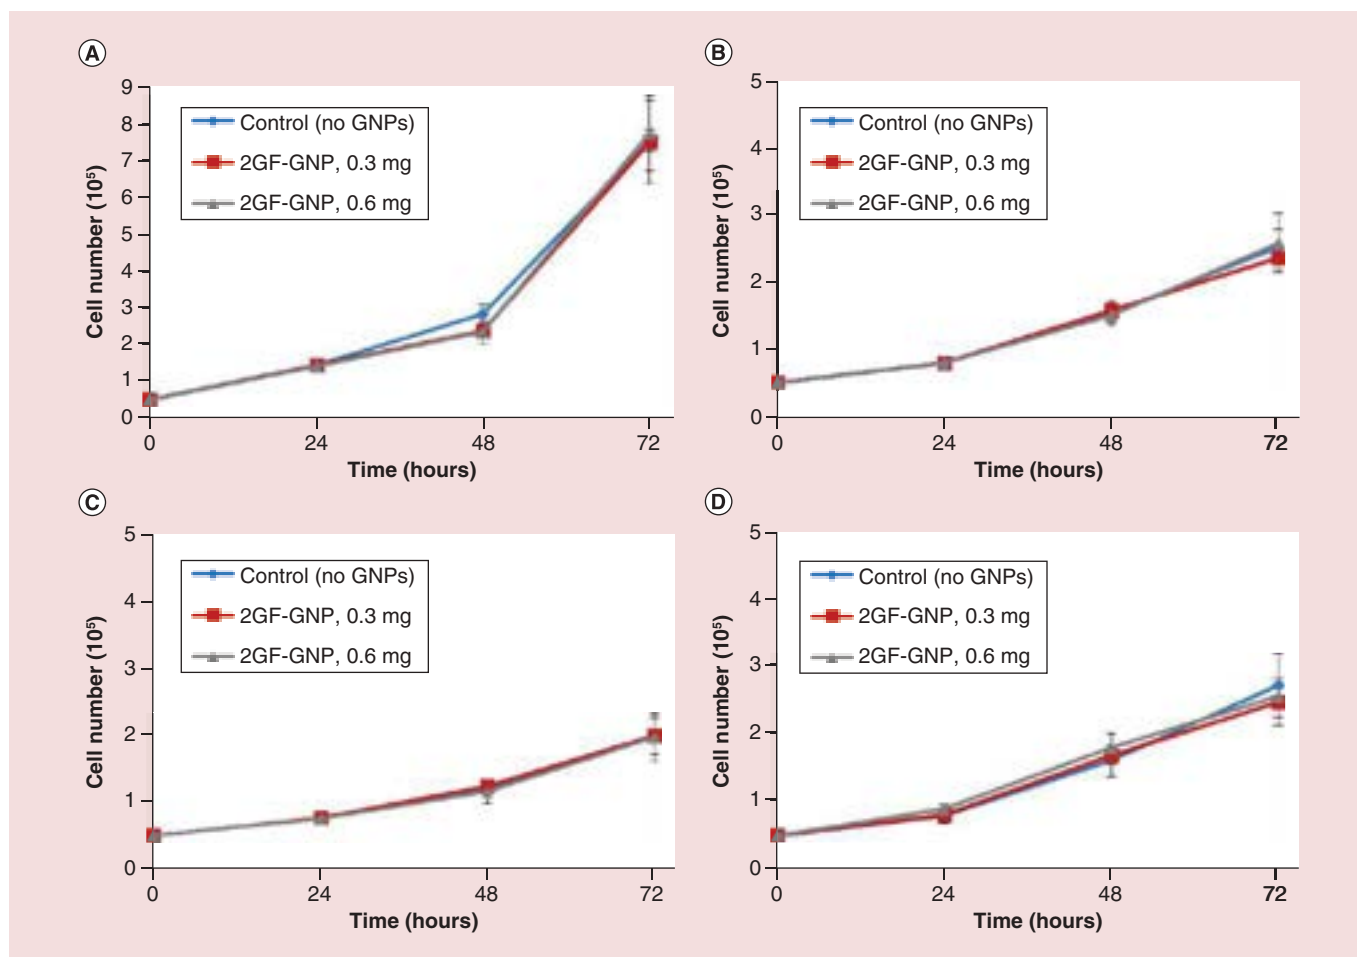 A
9
8
7
6
5
4
3
2
1
0
Cell number (10⁵)
Control (no GNPs)
2GF-GNP, 0.3 mg
2GF-GNP, 0.6 mg
0 24 48 72
Time (hours)
B
5
4
3
2
1
0
Cell number (10⁵)
Control (no GNPs)
2GF-GNP, 0.3 mg
2GF-GNP, 0.6 mg
0 24 48 72
Time (hours)
C
5
4
3
2
1
0
Cell number (10⁵)
Control (no GNPs)
2GF-GNP, 0.3 mg
2GF-GNP, 0.6 mg
0 24 48 72
Time (hours)
D
5
4
3
2
1
0
Cell number (10⁵)
Control (no GNPs)
2GF-GNP, 0.3 mg
2GF-GNP, 0.6 mg
0 24 48 72
Time (hours)